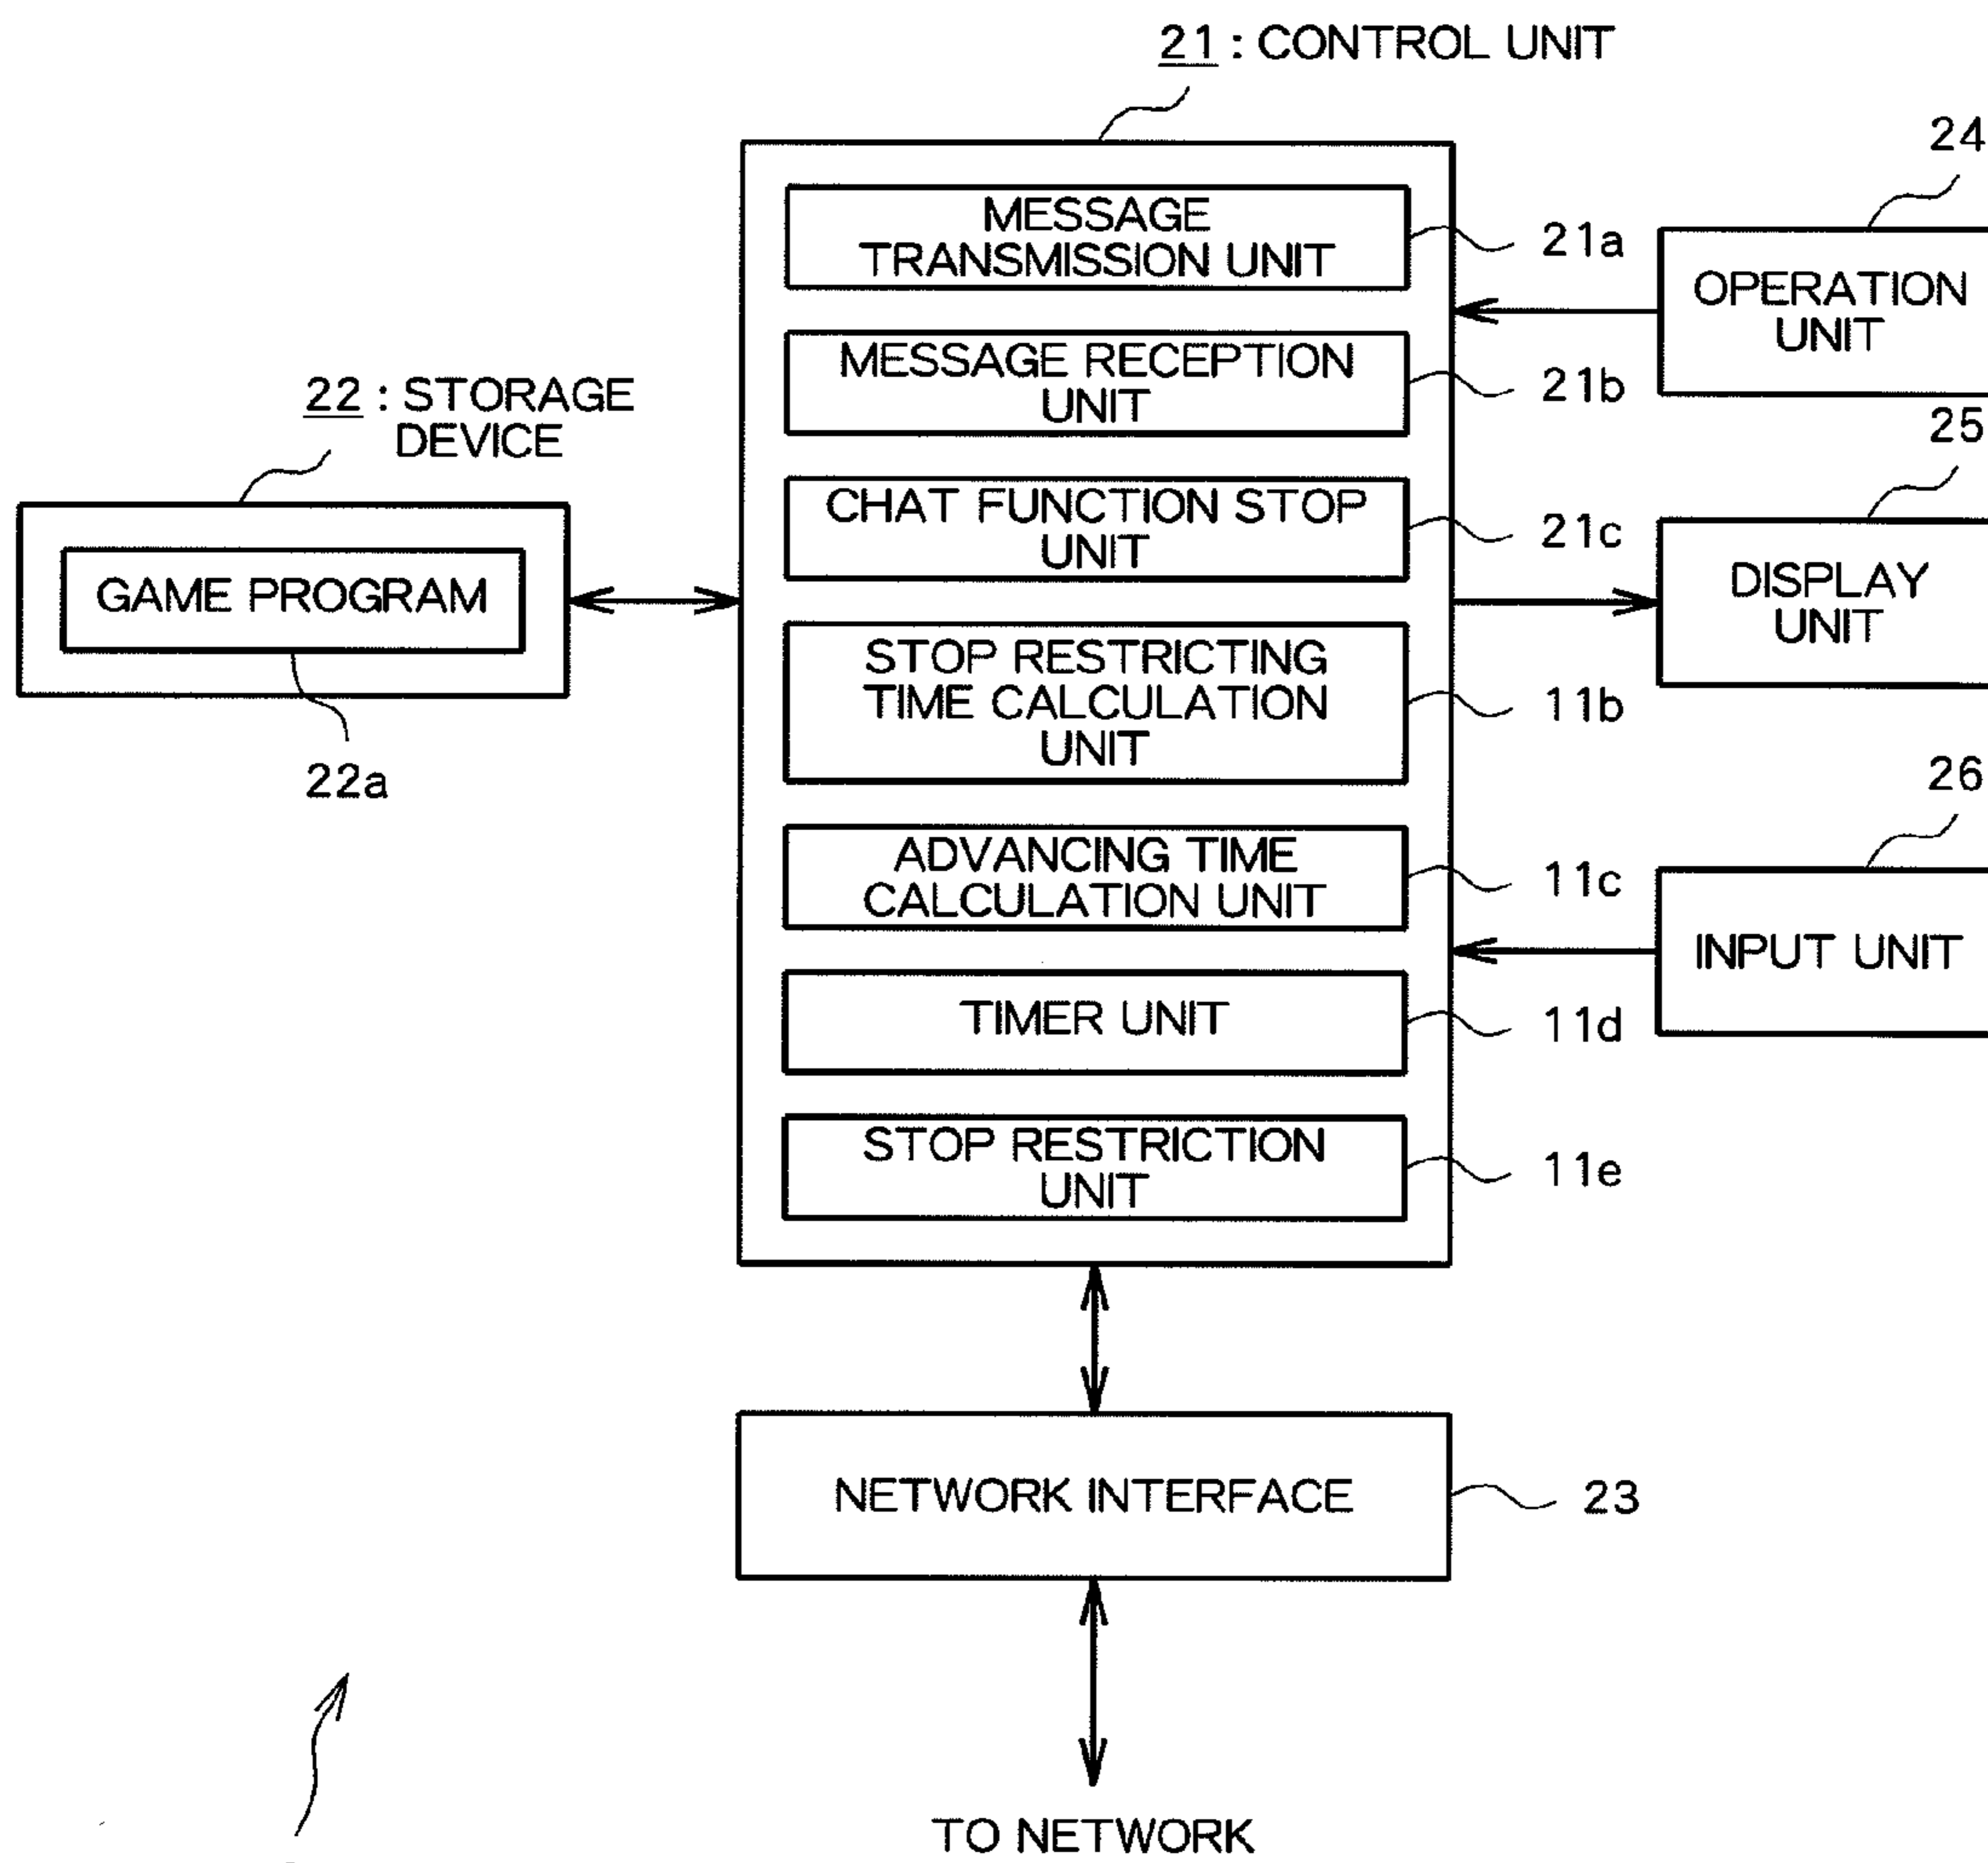 21 : CONTROL UNIT
24
MESSAGE
TRANSMISSION UNIT
21a
OPERATION
UNIT
MESSAGE RECEPTION
UNIT
21b
22 : STORAGE
DEVICE
25
CHAT FUNCTION STOP
UNIT
21c
GAME PROGRAM
DISPLAY
UNIT
STOP RESTRICTING
TIME CALCULATION
UNIT
11b
22a
26
ADVANCING TIME
CALCULATION UNIT
11c
INPUT UNIT
TIMER UNIT
11d
STOP RESTRICTION
UNIT
11e
NETWORK INTERFACE
23
TO NETWORK